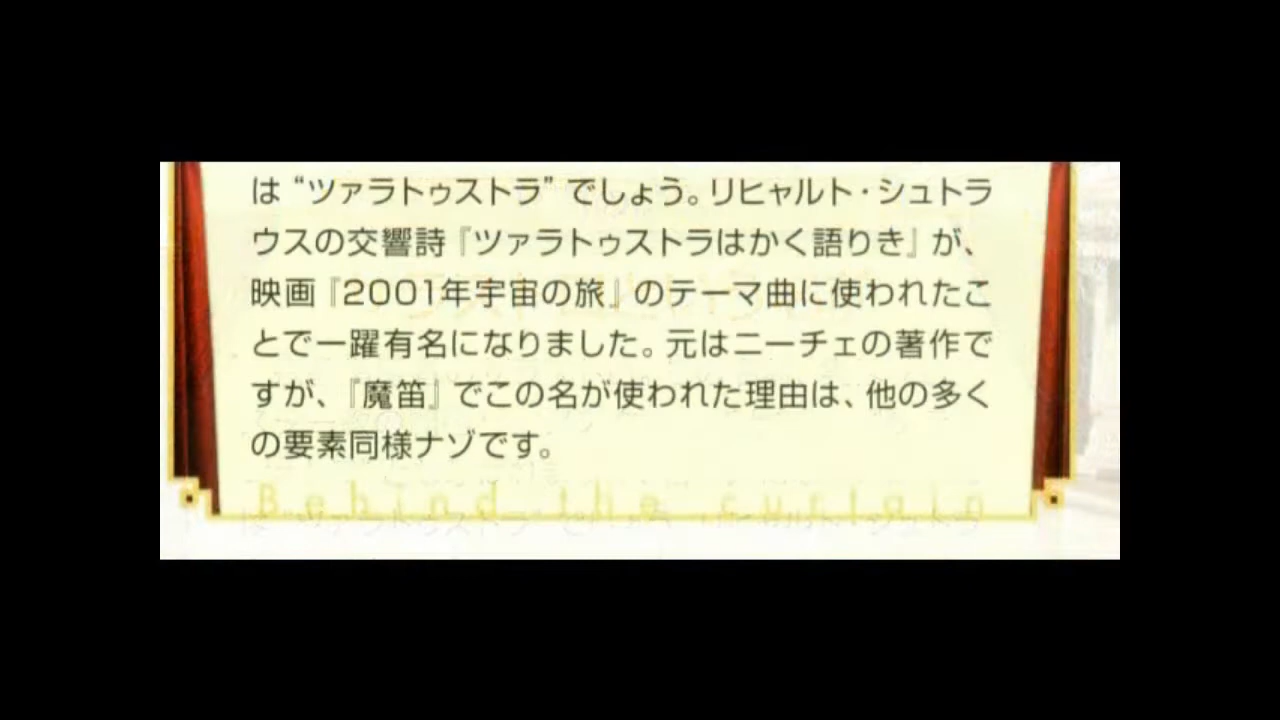 は“ツァラトゥストラ”でしょう。リヒャルト・シュトラ
ウスの交響詩『ツァラトゥストラはかく語りき』が、
映画『2001年宇宙の旅』のテーマ曲に使われたこ
とで一躍有名になりました。元はニーチェの著作で
すが、『魔笛』でこの名が使われた理由は、他の多く
の要素同様ナゾです。
Behind the curtain